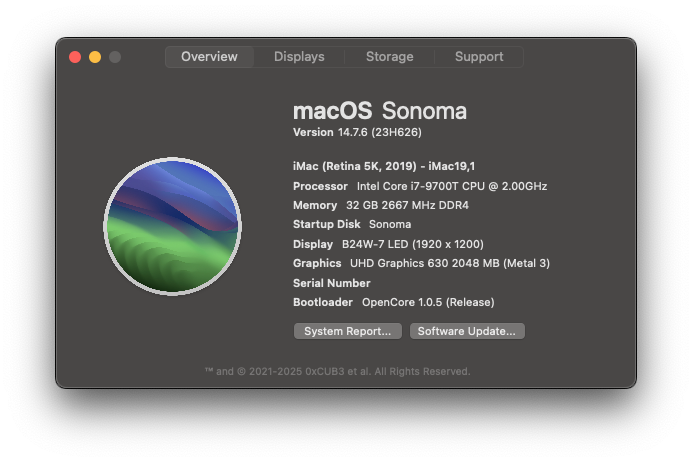 Overview Displays Storage Support
macOS Sonoma
Version 14.7.6 (23H626)
iMac (Retina 5K, 2019) - iMac19,1
Processor Intel Core i7-9700T CPU @ 2.00GHz
Memory 32 GB 2667 MHz DDR4
Startup Disk Sonoma
Display B24W-7 LED (1920 x 1200)
Graphics UHD Graphics 630 2048 MB (Metal 3)
Serial Number
Bootloader OpenCore 1.0.5 (Release)
System Report... Software Update...
™ and © 2021-2025 0xCUB3 et al. All Rights Reserved.